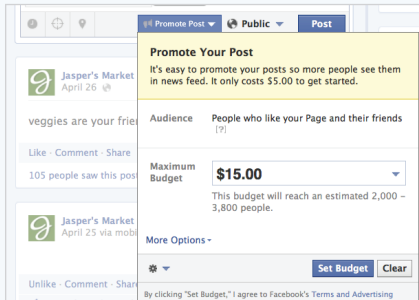 Promote Post Public Post
Promote Your Post
It's easy to promote your posts so more people see them
in news feed. It only costs $5.00 to get started.
Audience People who like your Page and their friends
[?]
Maximum
Budget
$15.00
This budget will reach an estimated 2,000 –
3,800 people.
More Options
Set Budget Clear
By clicking "Set Budget," I agree to Facebook's Terms and Advertising
Jasper's Market
April 26
veggies are your
Like · Comment · Share
105 people saw this post
Jasper's Market
April 25 via
Unlike · Comment ·